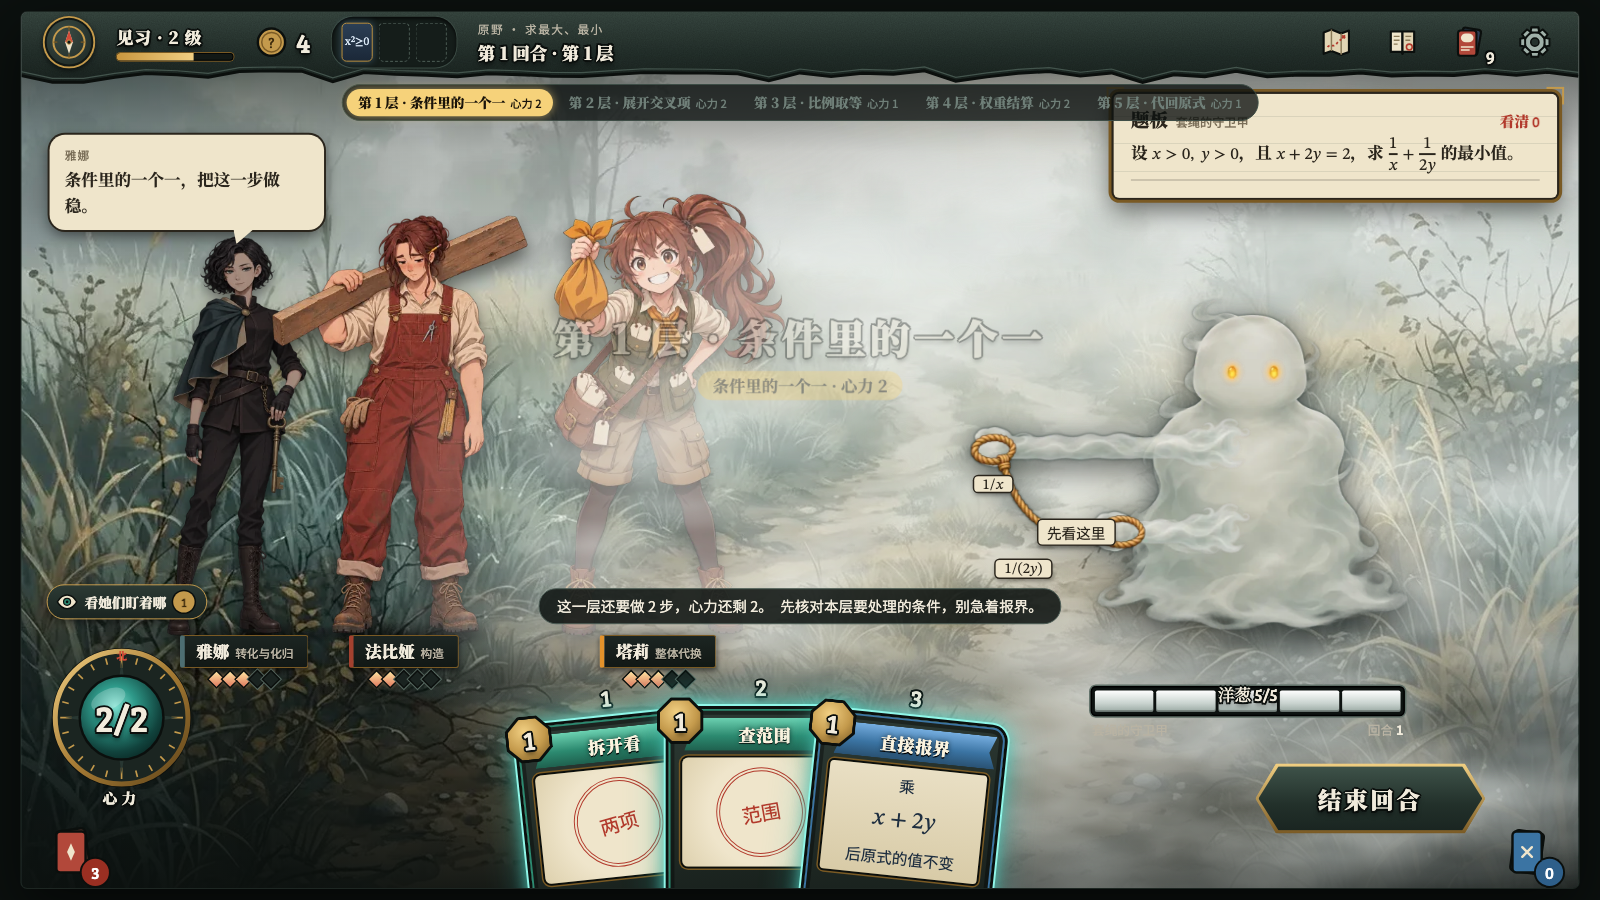 见习·2 级
?
4
x²≥0
原野 · 求最大、最小
第1回合·第1层
9
第 1 层 · 条件里的一个一 心力 2
第 2 层 · 展开交叉项 心力 2
第 3 层 · 比例取等 心力 1
第 4 层 · 权重结算 心力 2
第 5 层 · 代回原式 心力 1
题板 套绳的守卫甲
看清 0
设 x > 0, y > 0, 且 x + 2y = 2, 求 1/x + 1/2y 的最小值。
雅娜
条件里的一个一，把这一步做
稳。
第 1 层 · 条件里的一个一
条件里的一个一 · 心力 2
1/x
先看这里
1/(2y)
看她们盯着哪 1
这一层还要做 2 步，心力还剩 2。 先核对本层要处理的条件，别急着报界。
雅娜 转化与化归
法比娅 构造
塔莉 整体代换
2/2
心力
3
1
1
拆开看
两项
2
1
查范围
范围
3
1
直接报界
乘
x + 2y
后原式的值不变
洋葱5/5
回合 1
结束回合
0